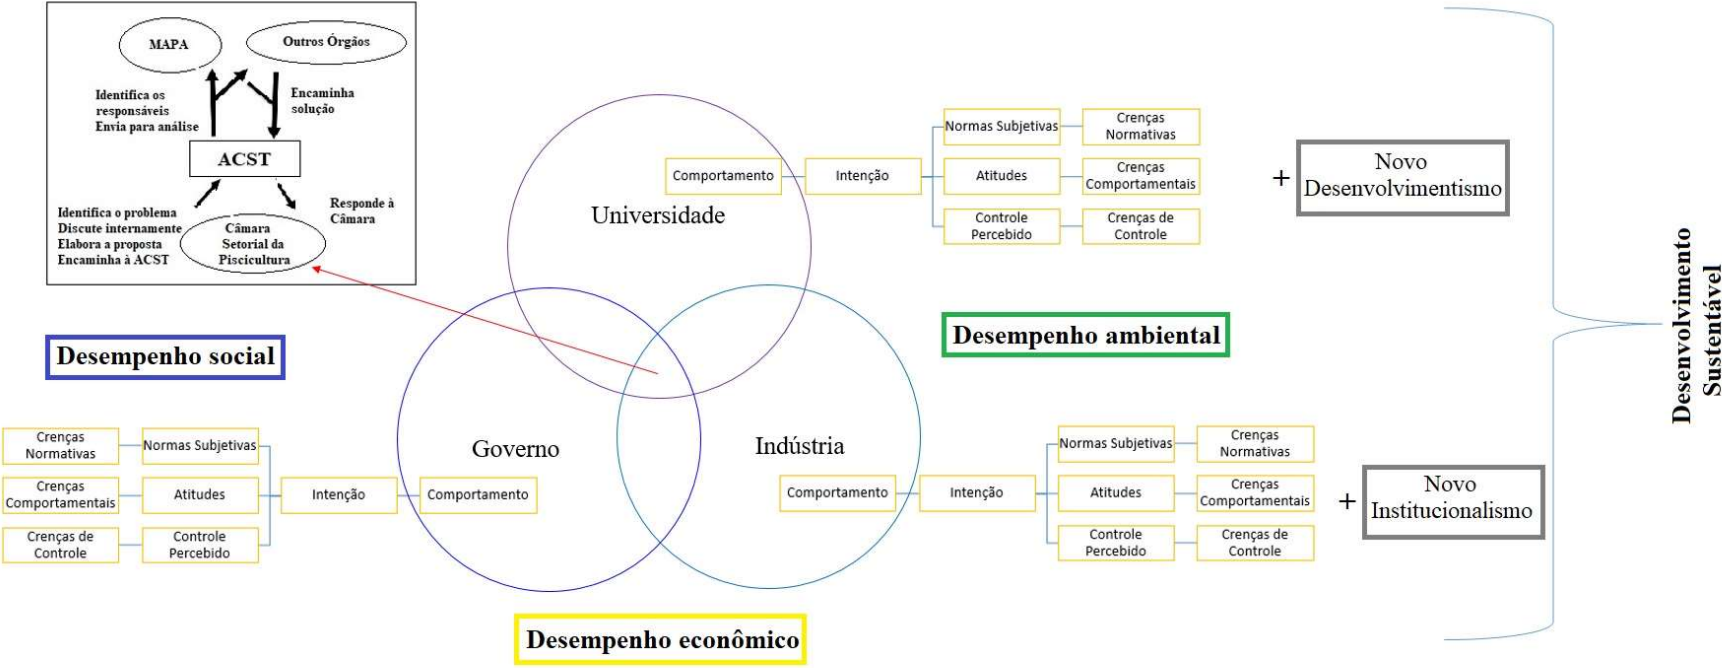 MAPA
Outros Órgãos
Identifica os
responsáveis
Envia para análise
Encaminha
solução
ACST
Identifica o problema
Discute internamente
Elabora a proposta
Encaminha à ACST
Câmara
Setorial da
Piscicultura
Responde à
Câmara
Universidade
Comportamento
Intenção
Normas Subjetivas
Crenças
Normativas
Atitudes
Crenças
Comportamentais
Controle
Percebido
Crenças de
Controle
+
Novo
Desenvolvimentismo
Desempenho social
Desempenho ambiental
Desenvolvimento
Sustentável
Crenças
Normativas
Normas Subjetivas
Crenças
Comportamentais
Atitudes
Crenças de
Controle
Controle
Percebido
Intenção
Comportamento
Governo
Indústria
Comportamento
Intenção
Normas Subjetivas
Crenças
Normativas
Atitudes
Crenças
Comportamentais
Controle
Percebido
Crenças de
Controle
+
Novo
Institucionalismo
Desempenho econômico